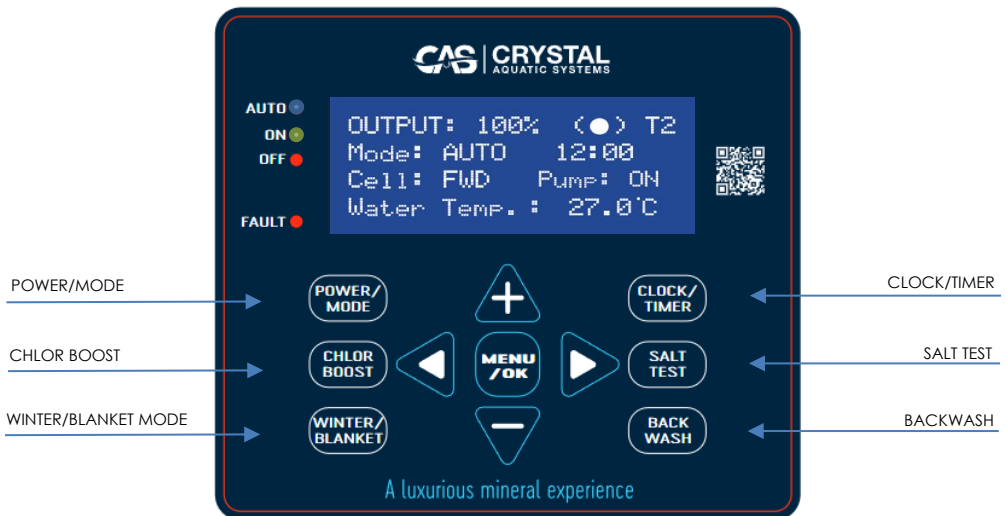 CAS CRYSTAL
AQUATIC SYSTEMS
AUTO
ON
OFF
FAULT
OUTPUT: 100% (●) T2
Mode: AUTO 12:00
Cell: FWD Pump: ON
Water Temp.: 27.0°C
POWER/MODE
CHLOR BOOST
WINTER/BLANKET MODE
POWER/
MODE
CHLOR
BOOST
WINTER/
BLANKET
+
MENU
/OK
−
CLOCK/
TIMER
SALT
TEST
BACK
WASH
CLOCK/TIMER
SALT TEST
BACKWASH
A luxurious mineral experience